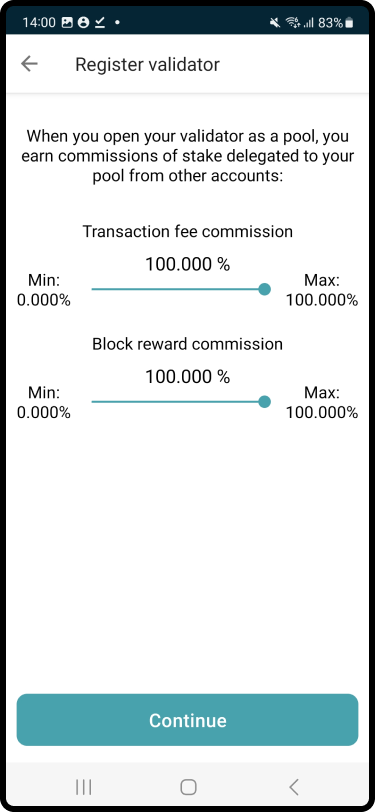 14:00 83%
Register validator
When you open your validator as a pool, you
earn commissions of stake delegated to your
pool from other accounts:
Transaction fee commission
100.000 %
Min:
0.000%
Max:
100.000%
Block reward commission
100.000 %
Min:
0.000%
Max:
100.000%
Continue